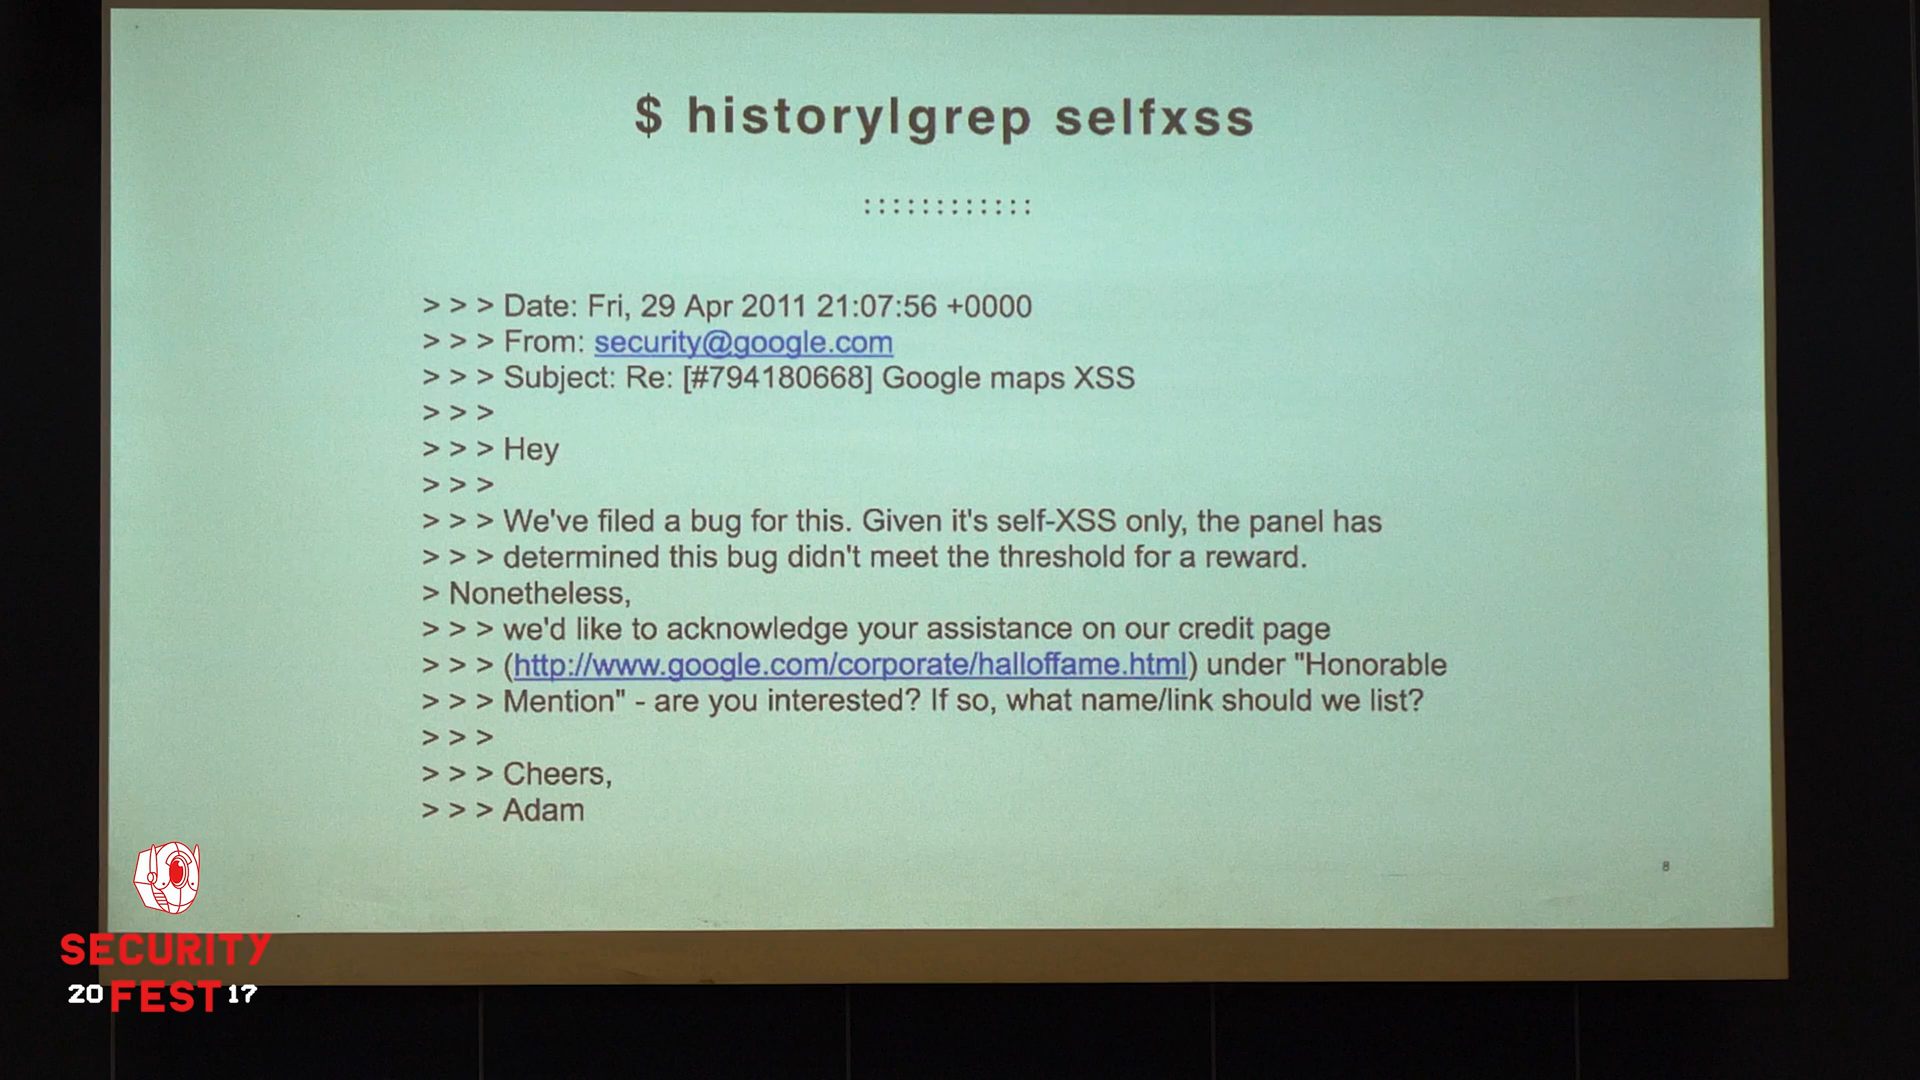 $ history|grep selfxss
::::::::::::
> > > Date: Fri, 29 Apr 2011 21:07:56 +0000
> > > From: security@google.com
> > > Subject: Re: [#794180668] Google maps XSS
> > >
> > > Hey
> > >
> > > We've filed a bug for this. Given it's self-XSS only, the panel has
> > > determined this bug didn't meet the threshold for a reward.
> Nonetheless,
> > > we'd like to acknowledge your assistance on our credit page
> > > (http://www.google.com/corporate/halloffame.html) under "Honorable
> > > Mention" - are you interested? If so, what name/link should we list?
> > >
> > > Cheers,
> > > Adam
8
SECURITY
20 FEST 17